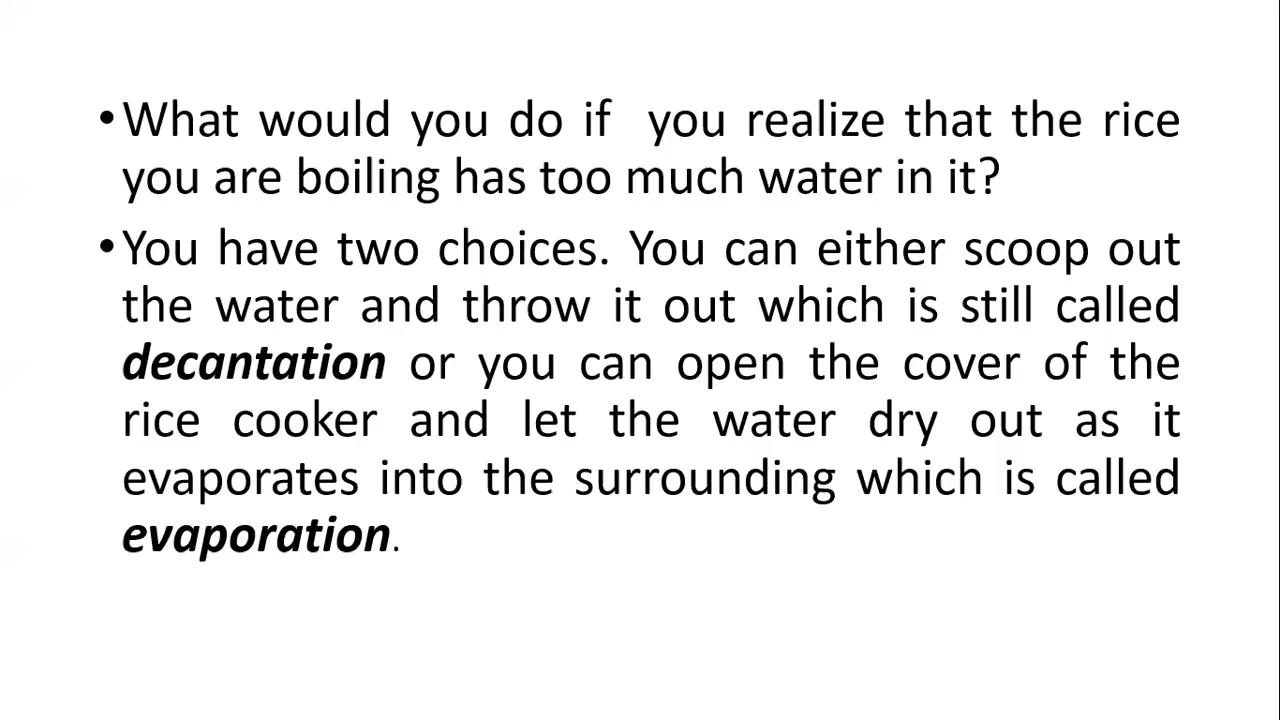 •What would you do if  you realize that the rice
you are boiling has too much water in it?
•You have two choices. You can either scoop out
the water and throw it out which is still called
decantation or you can open the cover of the
rice cooker and let the water dry out as it
evaporates into the surrounding which is called
evaporation.